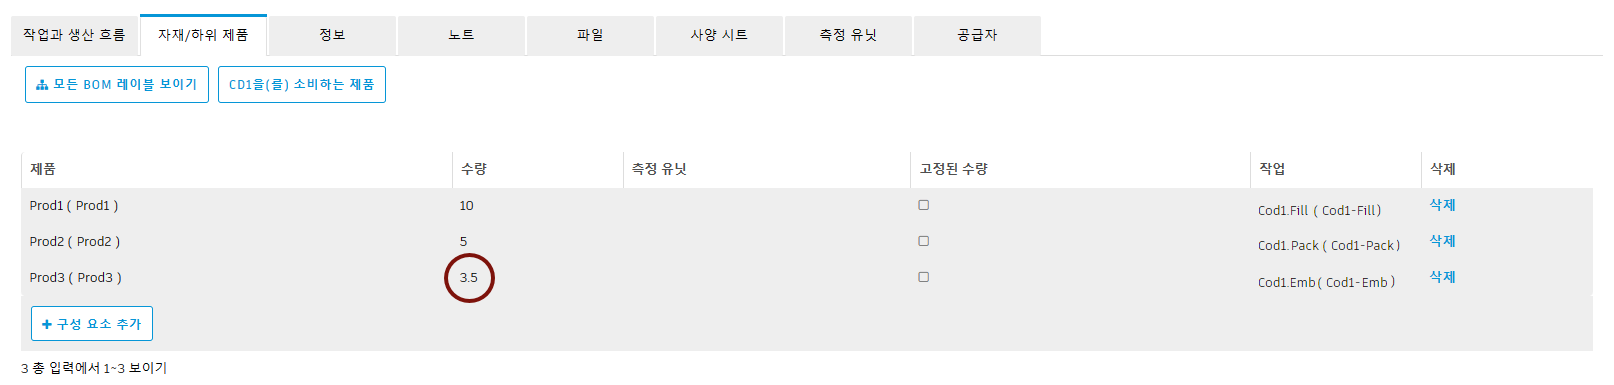 작업과 생산 흐름 자재/하위 제품 정보 노트 파일 사양 시트 측정 유닛 공급자
모든 BOM 레이블 보이기 CD1을(를) 소비하는 제품
제품 수량 측정 유닛 고정된 수량 작업 삭제
Prod1 ( Prod1 ) 10 Cod1.Fill ( Cod1-Fill) 삭제
Prod2 ( Prod2 ) 5 Cod1.Pack ( Cod1-Pack) 삭제
Prod3 ( Prod3 ) 3.5 Cod1.Emb( Cod1-Emb ) 삭제
+ 구성 요소 추가
3 총 입력에서 1~3 보이기